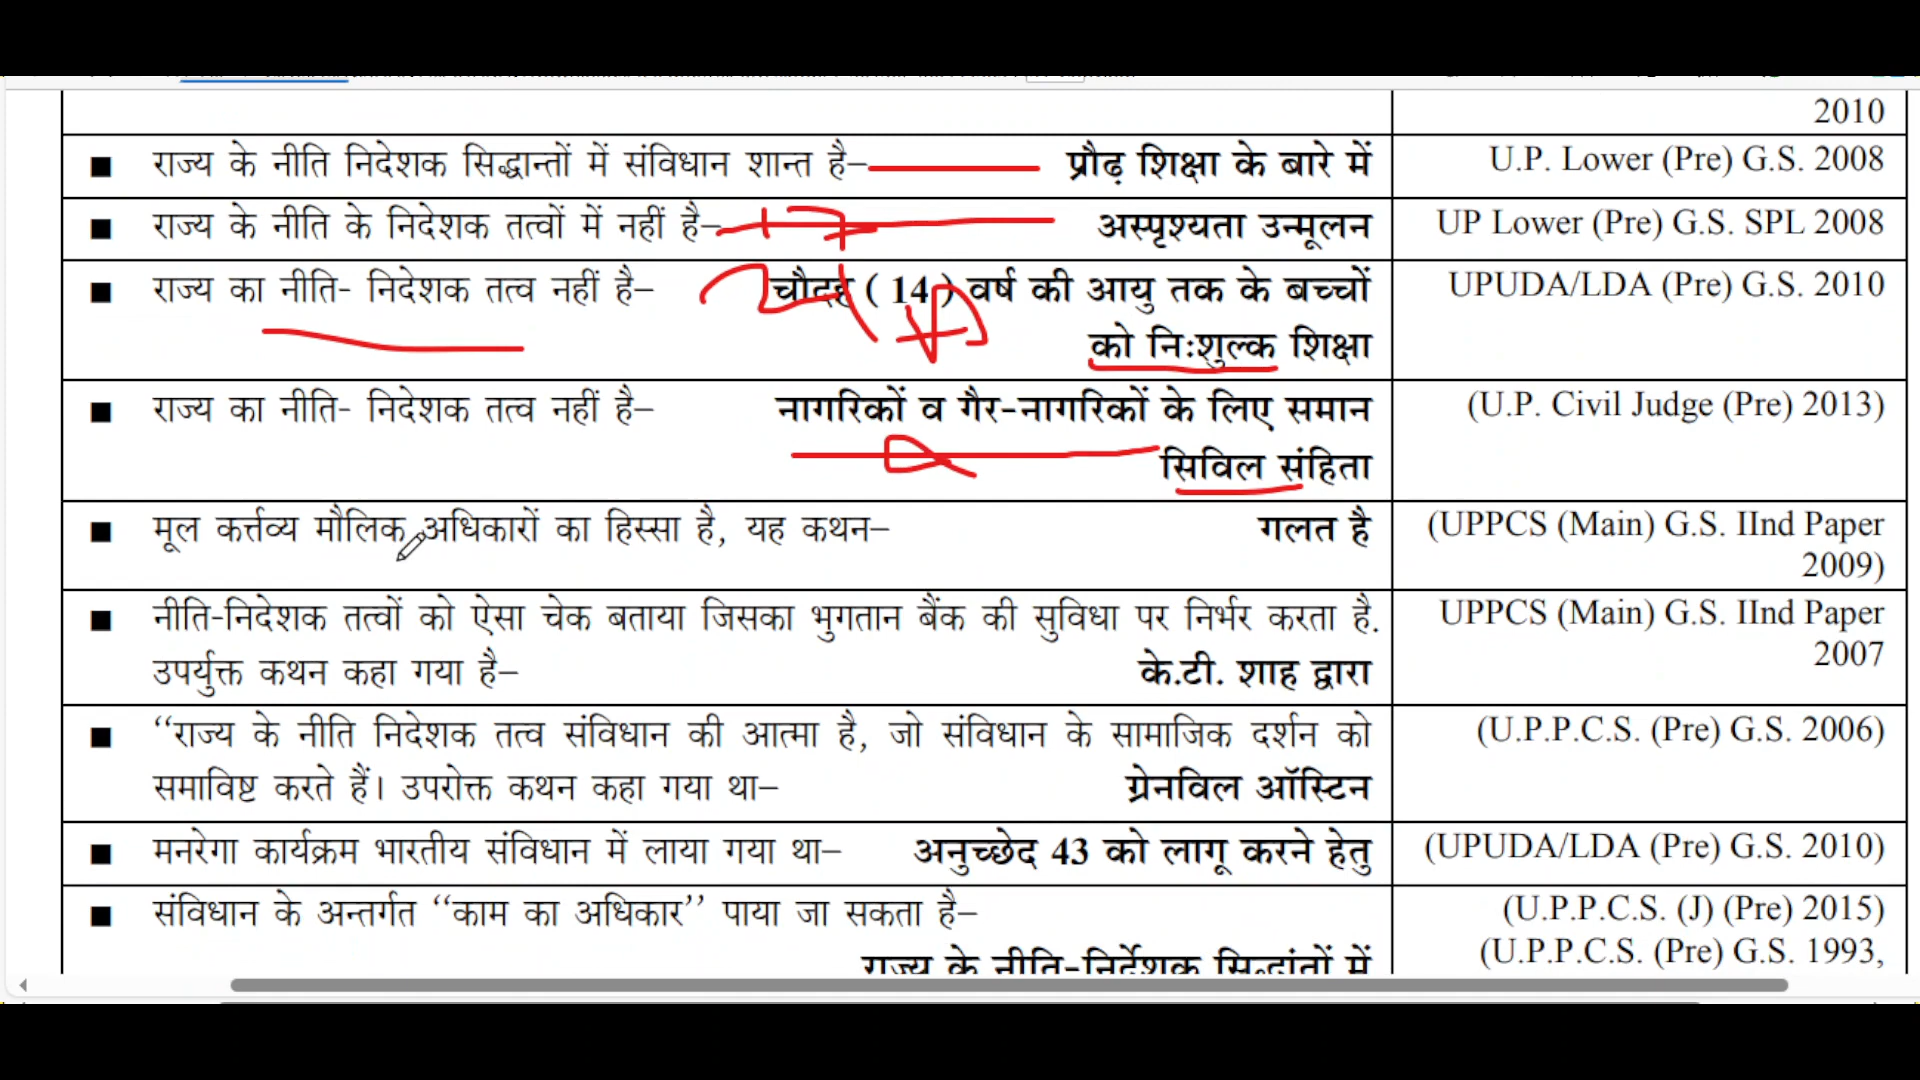 2010
■ राज्य के नीति निदेशक सिद्धान्तों में संविधान शान्त है– प्रौढ़ शिक्षा के बारे में U.P. Lower (Pre) G.S. 2008
■ राज्य के नीति के निदेशक तत्वों में नहीं है– अस्पृश्यता उन्मूलन UP Lower (Pre) G.S. SPL 2008
■ राज्य का नीति- निदेशक तत्व नहीं है– चौदह ( 14 ) वर्ष की आयु तक के बच्चों UPUDA/LDA (Pre) G.S. 2010
को निःशुल्क शिक्षा
■ राज्य का नीति- निदेशक तत्व नहीं है– नागरिकों व गैर-नागरिकों के लिए समान (U.P. Civil Judge (Pre) 2013)
सिविल संहिता
■ मूल कर्त्तव्य मौलिक अधिकारों का हिस्सा है, यह कथन– गलत है (UPPCS (Main) G.S. IInd Paper
2009)
■ नीति-निदेशक तत्वों को ऐसा चेक बताया जिसका भुगतान बैंक की सुविधा पर निर्भर करता है. UPPCS (Main) G.S. IInd Paper
उपर्युक्त कथन कहा गया है– के.टी. शाह द्वारा 2007
■ “राज्य के नीति निदेशक तत्व संविधान की आत्मा है, जो संविधान के सामाजिक दर्शन को (U.P.P.C.S. (Pre) G.S. 2006)
समाविष्ट करते हैं। उपरोक्त कथन कहा गया था– ग्रेनविल ऑस्टिन
■ मनरेगा कार्यक्रम भारतीय संविधान में लाया गया था– अनुच्छेद 43 को लागू करने हेतु (UPUDA/LDA (Pre) G.S. 2010)
■ संविधान के अन्तर्गत “काम का अधिकार” पाया जा सकता है– (U.P.P.C.S. (J) (Pre) 2015)
राज्य के नीति-निर्देशक सिद्धांतों में (U.P.P.C.S. (Pre) G.S. 1993,